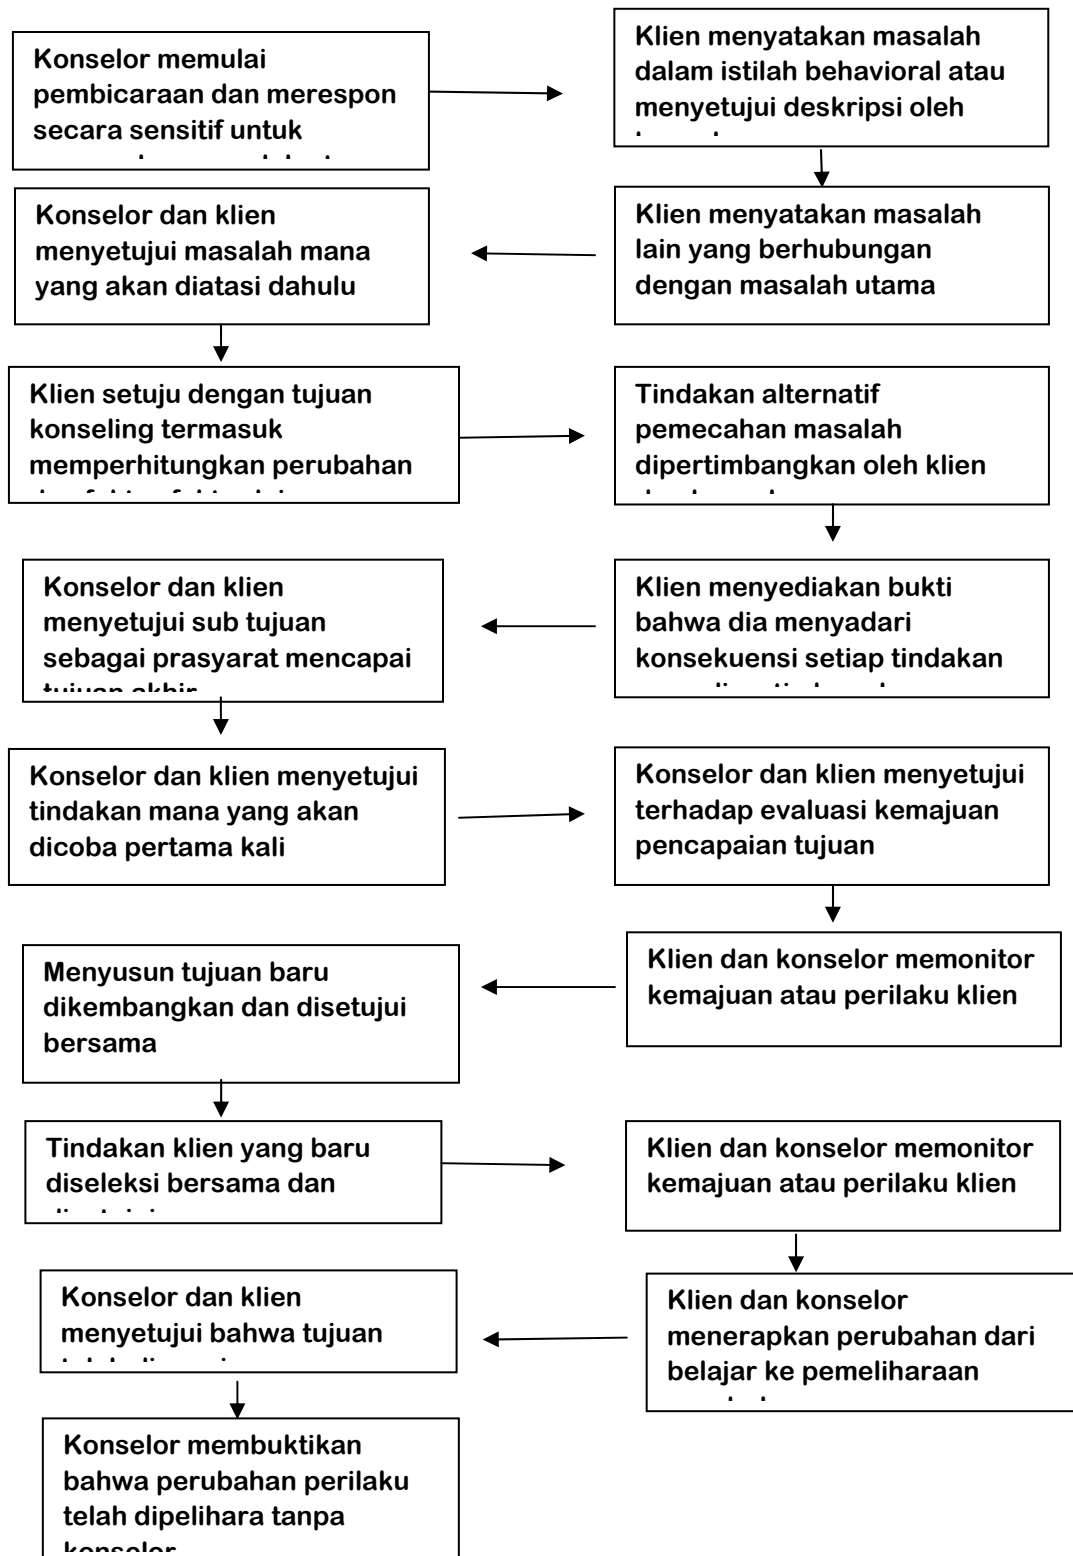 Konselor memulai
pembicaraan dan merespon
secara sensitif untuk
Klien menyatakan masalah
dalam istilah behavioral atau
menyetujui deskripsi oleh
Konselor dan klien
menyetujui masalah mana
yang akan diatasi dahulu
Klien menyatakan masalah
lain yang berhubungan
dengan masalah utama
Klien setuju dengan tujuan
konseling termasuk
memperhitungkan perubahan
Tindakan alternatif
pemecahan masalah
dipertimbangkan oleh klien
Konselor dan klien
menyetujui sub tujuan
sebagai prasyarat mencapai
tujuan akhir
Klien menyediakan bukti
bahwa dia menyadari
konsekuensi setiap tindakan
Konselor dan klien menyetujui
tindakan mana yang akan
dicoba pertama kali
Konselor dan klien menyetujui
terhadap evaluasi kemajuan
pencapaian tujuan
Menyusun tujuan baru
dikembangkan dan disetujui
bersama
Klien dan konselor memonitor
kemajuan atau perilaku klien
Tindakan klien yang baru
diseleksi bersama dan
Klien dan konselor memonitor
kemajuan atau perilaku klien
Konselor dan klien
menyetujui bahwa tujuan
Klien dan konselor
menerapkan perubahan dari
belajar ke pemeliharaan
Konselor membuktikan
bahwa perubahan perilaku
telah dipelihara tanpa
konselor